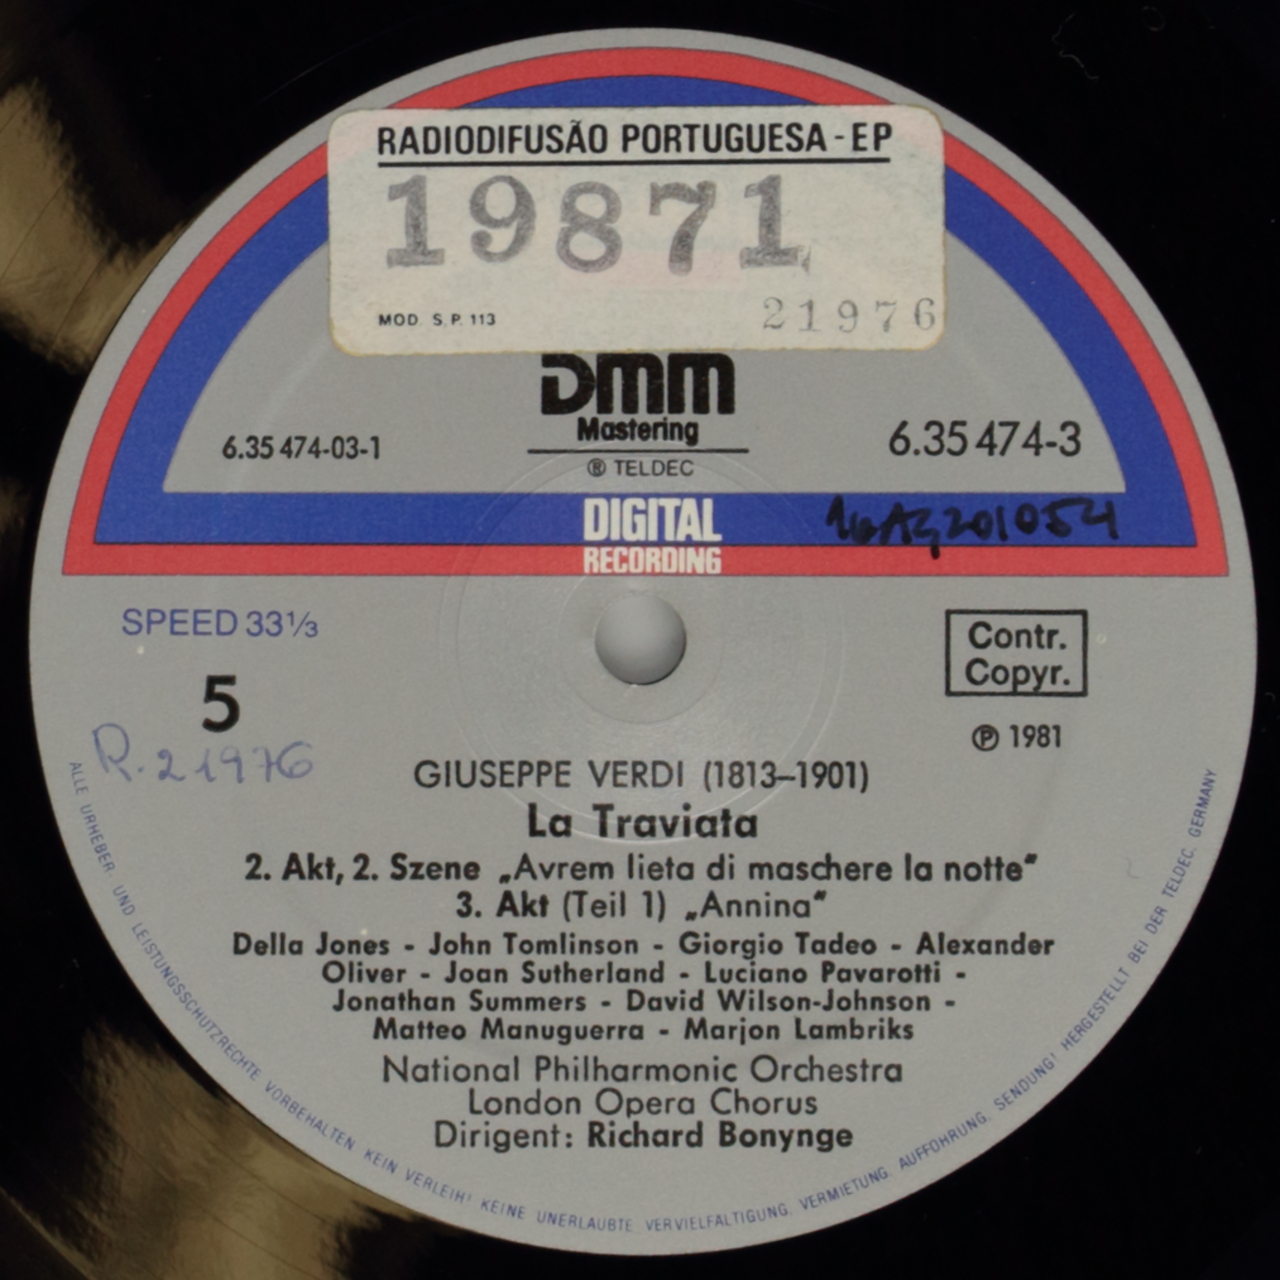 RADIODIFUSÃO PORTUGUESA - EP
19871
MOD. S.P. 113
21976
DMM
Mastering
® TELDEC
6.35 474-03-1
6.35 474-3
DIGITAL
RECORDING
SPEED 33⅓
5
R.21976
Contr.
Copyr.
℗ 1981
GIUSEPPE VERDI (1813–1901)
La Traviata
2. Akt, 2. Szene „Avrem lieta di maschere la notte“
3. Akt (Teil 1) „Annina“
Della Jones - John Tomlinson - Giorgio Tadeo - Alexander
Oliver - Joan Sutherland - Luciano Pavarotti -
Jonathan Summers - David Wilson-Johnson -
Matteo Manuguerra - Marjon Lambriks
National Philharmonic Orchestra
London Opera Chorus
Dirigent: Richard Bonynge
ALLE URHEBER- UND LEISTUNGSSCHUTZRECHTE VORBEHALTEN. KEIN VERLEIH! KEINE UNERLAUBTE VERVIELFÄLTIGUNG, VERMIETUNG, AUFFÜHRUNG, SENDUNG! HERGESTELLT BEI DER TELDEC, GERMANY